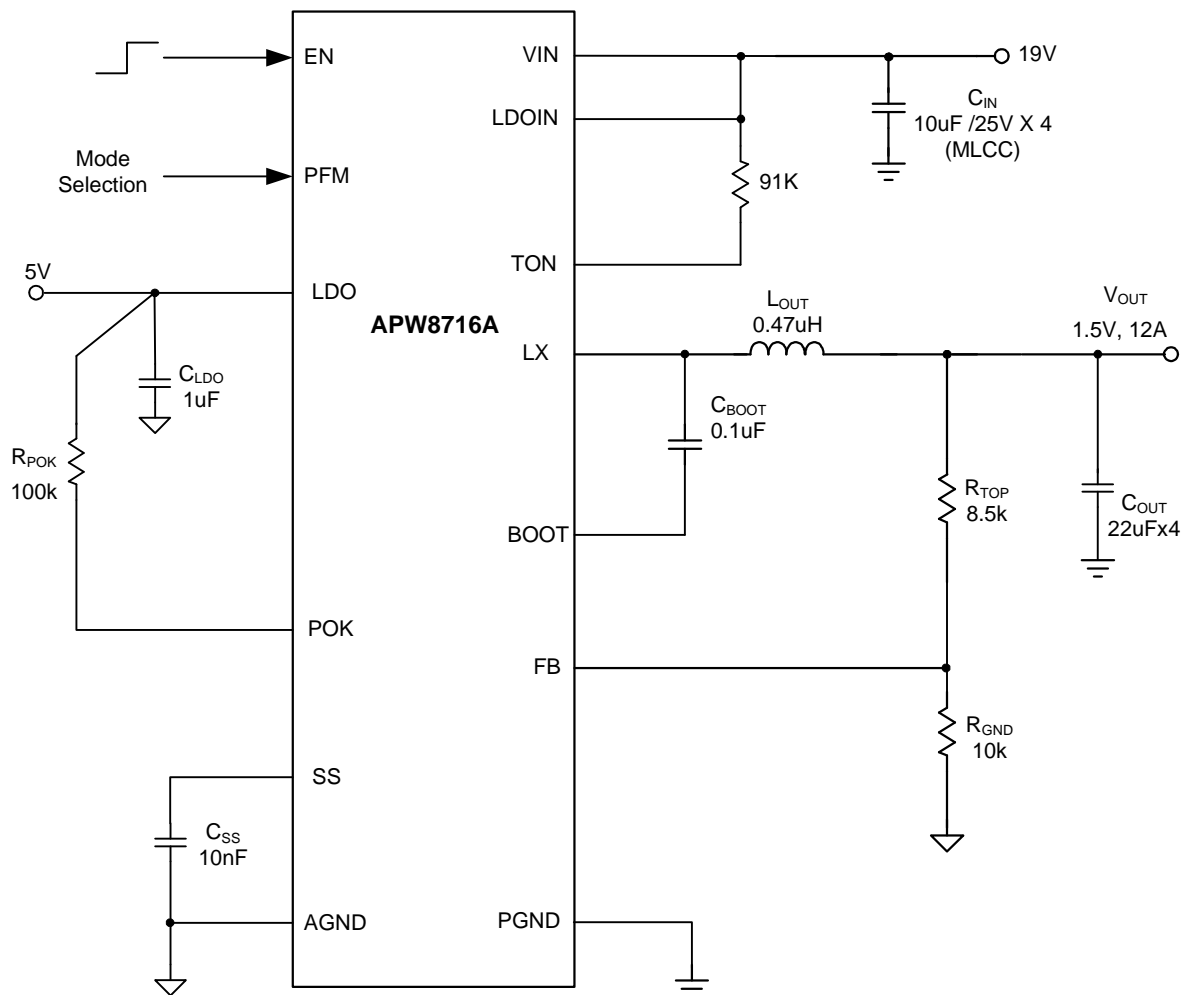 EN
VIN
19V
LDOIN
C_IN
10uF /25V X 4
(MLCC)
Mode
Selection
PFM
91K
TON
5V
LDO
APW8716A
L_OUT
0.47uH
V_OUT
1.5V, 12A
LX
C_LDO
1uF
C_BOOT
0.1uF
R_POK
100k
R_TOP
8.5k
C_OUT
22uFx4
BOOT
POK
FB
R_GND
10k
SS
C_SS
10nF
AGND
PGND